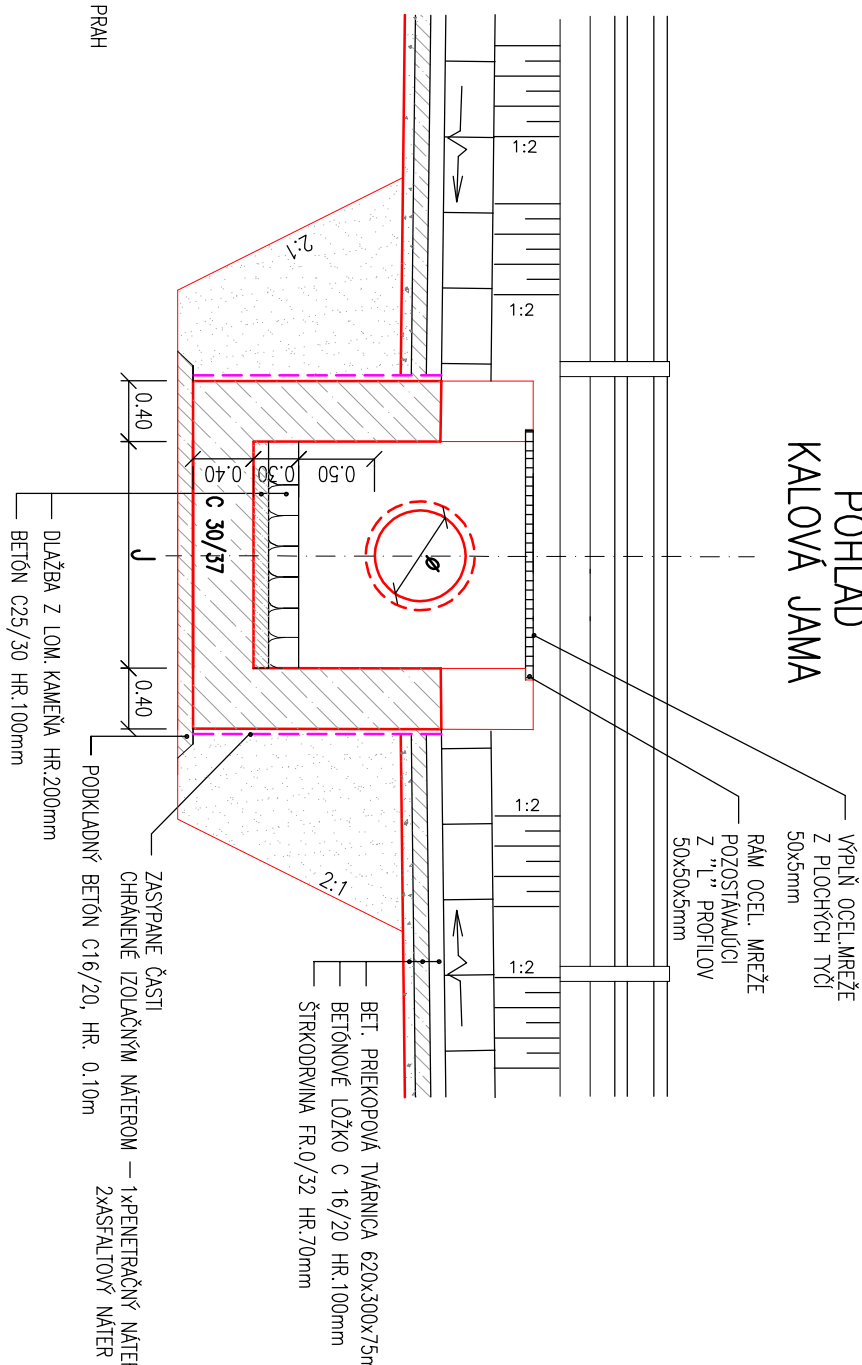 POHĽAD
KALOVÁ JAMA
VÝPLŇ OCEL.MREŽE
Z PLOCHÝCH TYČÍ
50x5mm
RÁM OCEL. MREŽE
POZOSTÁVAJÚCI
Z "L" PROFILOV
50x50x5mm
1:2
1:2
1:2
1:2
2:1
2:1
PRAH
0.40
J
0.40
0.40
0.30
0.50
C 30/37
Ø
BET. PRIEKOPOVÁ TVÁRNICA 620x300x75m
BETÓNOVÉ LÔŽKO C 16/20 HR.100mm
ŠTRKODRVINA FR.0/32 HR.70mm
ZASYPANE ČASTI
CHRÁNENÉ IZOLAČNÝM NÁTEROM – 1xPENETRAČNÝ NÁTER
2xASFALTOVÝ NÁTER
PODKLADNÝ BETÓN C16/20, HR. 0.10m
DLAŽBA Z LOM. KAMEŇA HR.200mm
BETÓN C25/30 HR.100mm